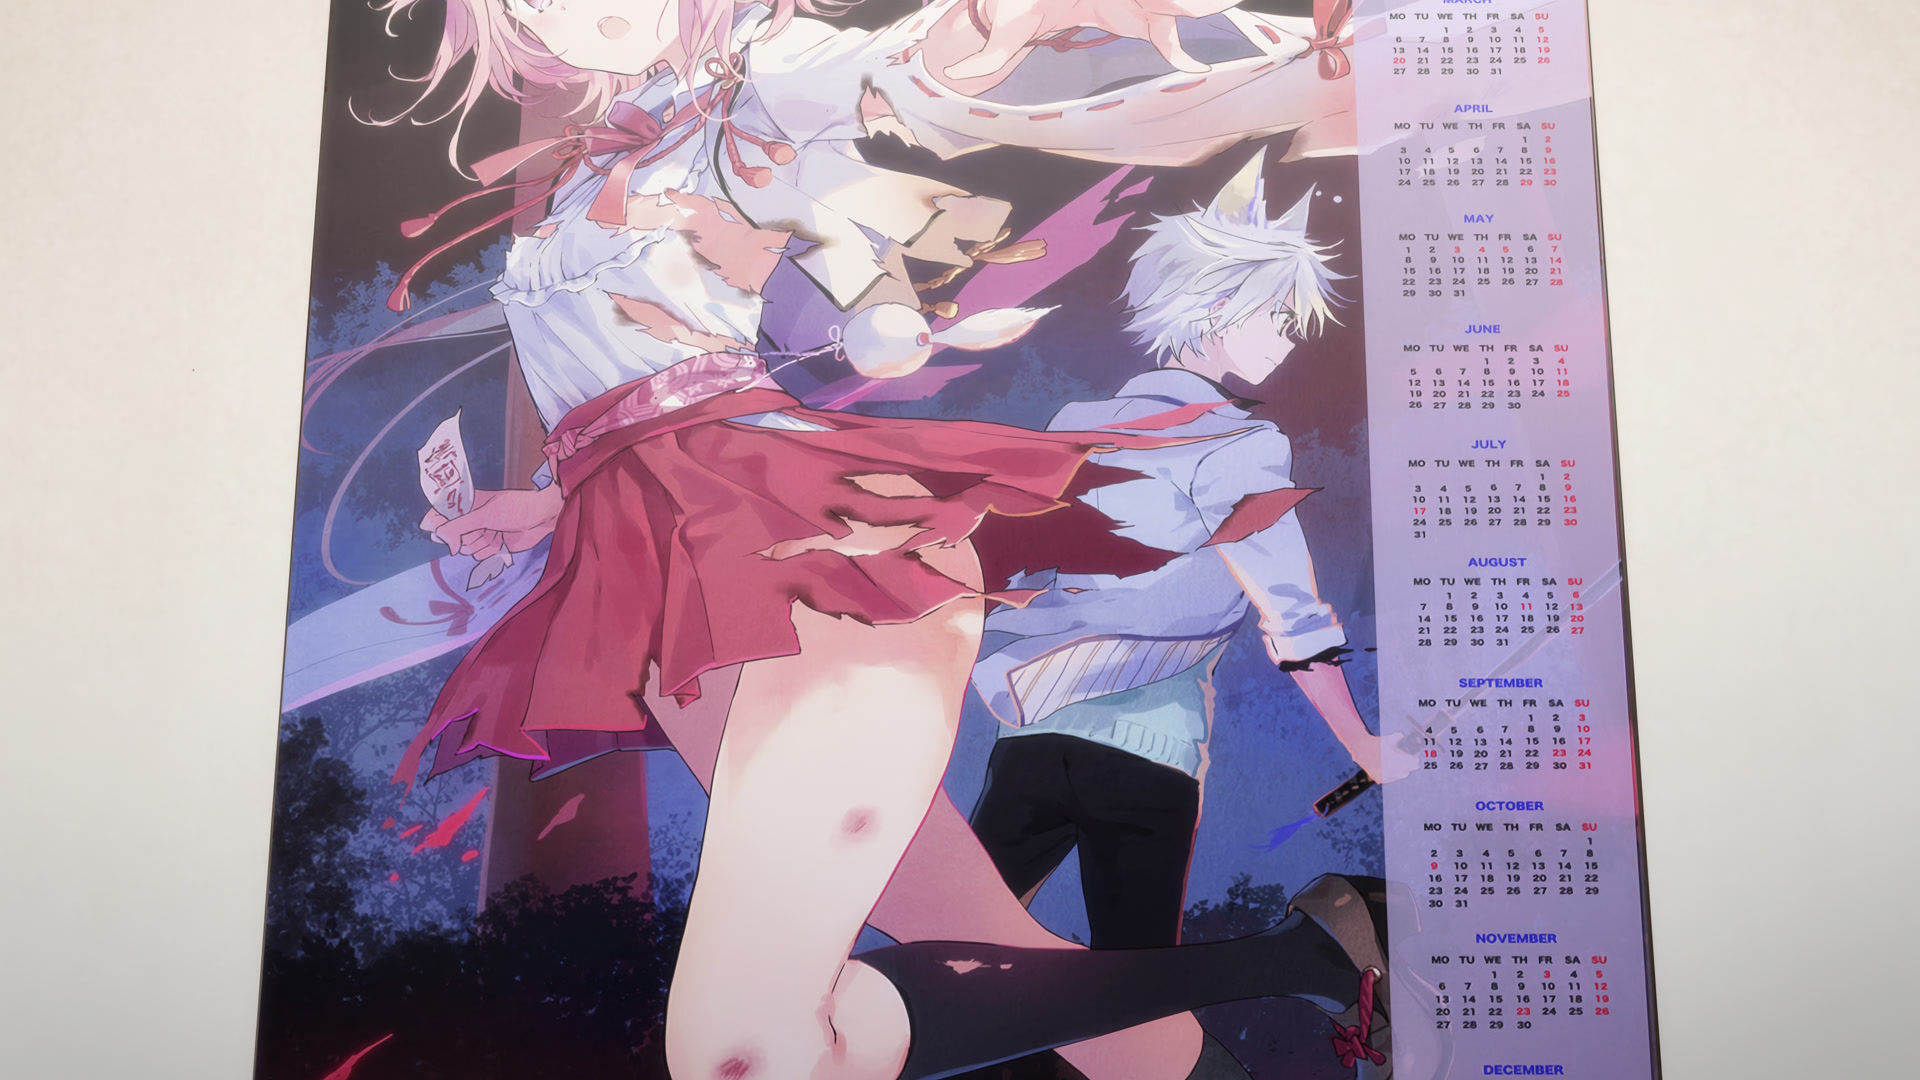 MARCH
MO TU WE TH FR SA SU
1 2 3 4 5
6 7 8 9 10 11 12
13 14 15 16 17 18 19
20 21 22 23 24 25 26
27 28 29 30 31
APRIL
MO TU WE TH FR SA SU
1 2
3 4 5 6 7 8 9
10 11 12 13 14 15 16
17 18 19 20 21 22 23
24 25 26 27 28 29 30
MAY
MO TU WE TH FR SA SU
1 2 3 4 5 6 7
8 9 10 11 12 13 14
15 16 17 18 19 20 21
22 23 24 25 26 27 28
29 30 31
JUNE
MO TU WE TH FR SA SU
1 2 3 4
5 6 7 8 9 10 11
12 13 14 15 16 17 18
19 20 21 22 23 24 25
26 27 28 29 30
JULY
MO TU WE TH FR SA SU
1 2
3 4 5 6 7 8 9
10 11 12 13 14 15 16
17 18 19 20 21 22 23
24 25 26 27 28 29 30
31
AUGUST
MO TU WE TH FR SA SU
1 2 3 4 5 6
7 8 9 10 11 12 13
14 15 16 17 18 19 20
21 22 23 24 25 26 27
28 29 30 31
SEPTEMBER
MO TU WE TH FR SA SU
1 2 3
4 5 6 7 8 9 10
11 12 13 14 15 16 17
18 19 20 21 22 23 24
25 26 27 28 29 30 31
OCTOBER
MO TU WE TH FR SA SU
1
2 3 4 5 6 7 8
9 10 11 12 13 14 15
16 17 18 19 20 21 22
23 24 25 26 27 28 29
30 31
NOVEMBER
MO TU WE TH FR SA SU
1 2 3 4 5
6 7 8 9 10 11 12
13 14 15 16 17 18 19
20 21 22 23 24 25 26
27 28 29 30
DECEMBER